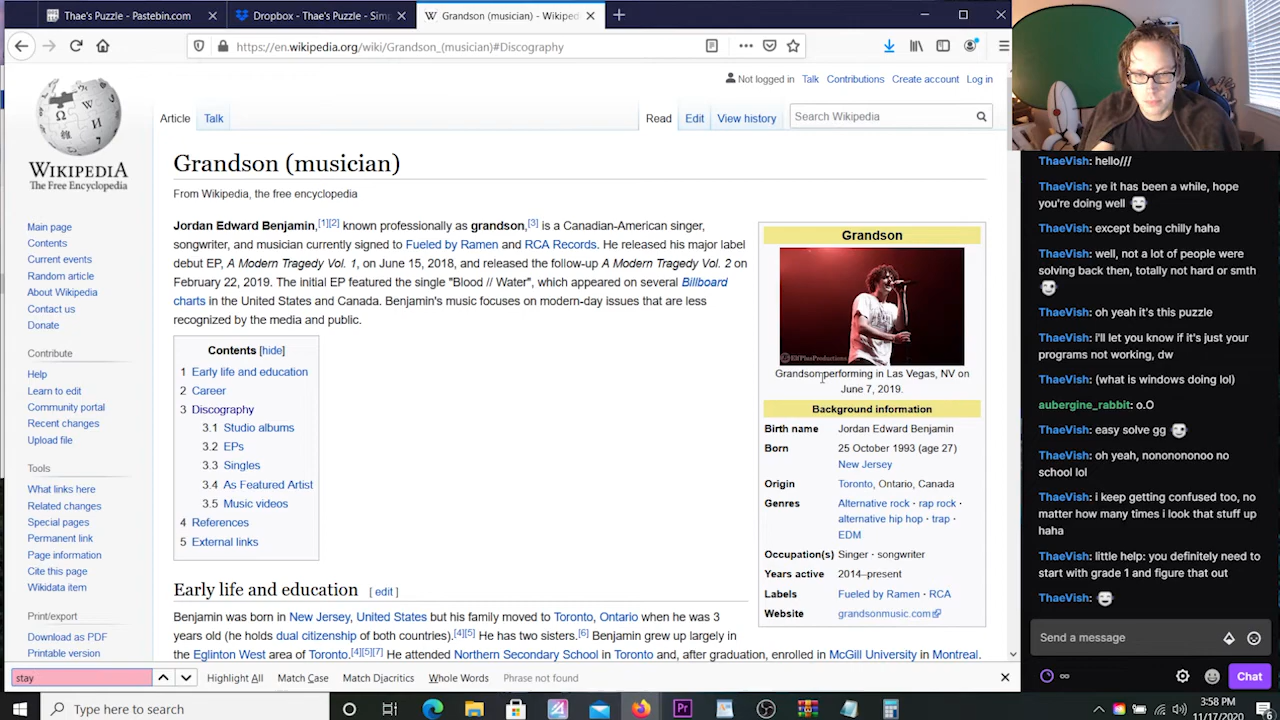 Thae's Puzzle - Pastebin.com
Dropbox - Thae's Puzzle - Sim
Grandson (musician) - Wikiped
https://en.wikipedia.org/wiki/Grandson_(musician)#Discography
Not logged in Talk Contributions Create account Log in
Article Talk Read Edit View history Search Wikipedia
WIKIPEDIA
The Free Encyclopedia
Main page
Contents
Current events
Random article
About Wikipedia
Contact us
Donate
Contribute
Help
Learn to edit
Community portal
Recent changes
Upload file
Tools
What links here
Related changes
Special pages
Permanent link
Page information
Cite this page
Wikidata item
Print/export
Download as PDF
Printable version
Grandson (musician)
From Wikipedia, the free encyclopedia
Jordan Edward Benjamin,[1][2] known professionally as grandson,[3] is a Canadian-American singer,
songwriter, and musician currently signed to Fueled by Ramen and RCA Records. He released his major label
debut EP, A Modern Tragedy Vol. 1, on June 15, 2018, and released the follow-up A Modern Tragedy Vol. 2 on
February 22, 2019. The initial EP featured the single "Blood // Water", which appeared on several Billboard
charts in the United States and Canada. Benjamin's music focuses on modern-day issues that are less
recognized by the media and public.
Contents [hide]
1 Early life and education
2 Career
3 Discography
3.1 Studio albums
3.2 EPs
3.3 Singles
3.4 As Featured Artist
3.5 Music videos
4 References
5 External links
Early life and education [ edit ]
Benjamin was born in New Jersey, United States but his family moved to Toronto, Ontario when he was 3
years old (he holds dual citizenship of both countries).[4][5] He has two sisters.[6] Benjamin grew up largely in
the Eglinton West area of Toronto.[4][5][7] He attended Northern Secondary School in Toronto and, after graduation, enrolled in McGill University in Montreal.
Grandson
Grandson performing in Las Vegas, NV on
June 7, 2019.
Background information
Birth name Jordan Edward Benjamin
Born 25 October 1993 (age 27)
New Jersey
Origin Toronto, Ontario, Canada
Genres Alternative rock · rap rock ·
alternative hip hop · trap ·
EDM
Occupation(s) Singer · songwriter
Years active 2014–present
Labels Fueled by Ramen · RCA
Website grandsonmusic.com
stay Highlight All Match Case Match Diacritics Whole Words Phrase not found
Type here to search
3:58 PM
11/17/2020
ThaeVish: hello///
ThaeVish: ye it has been a while, hope
you're doing well
ThaeVish: except being chilly haha
ThaeVish: well, not a lot of people were
solving back then, totally not hard or smth
ThaeVish: oh yeah it's this puzzle
ThaeVish: i'll let you know if it's just your
programs not working, dw
ThaeVish: (what is windows doing lol)
aubergine_rabbit: o.O
ThaeVish: easy solve gg
ThaeVish: oh yeah, nonononooo no
school lol
ThaeVish: i keep getting confused too, no
matter how many times i look that stuff up
haha
ThaeVish: little help: you definitely need to
start with grade 1 and figure that out
ThaeVish:
Send a message
Chat